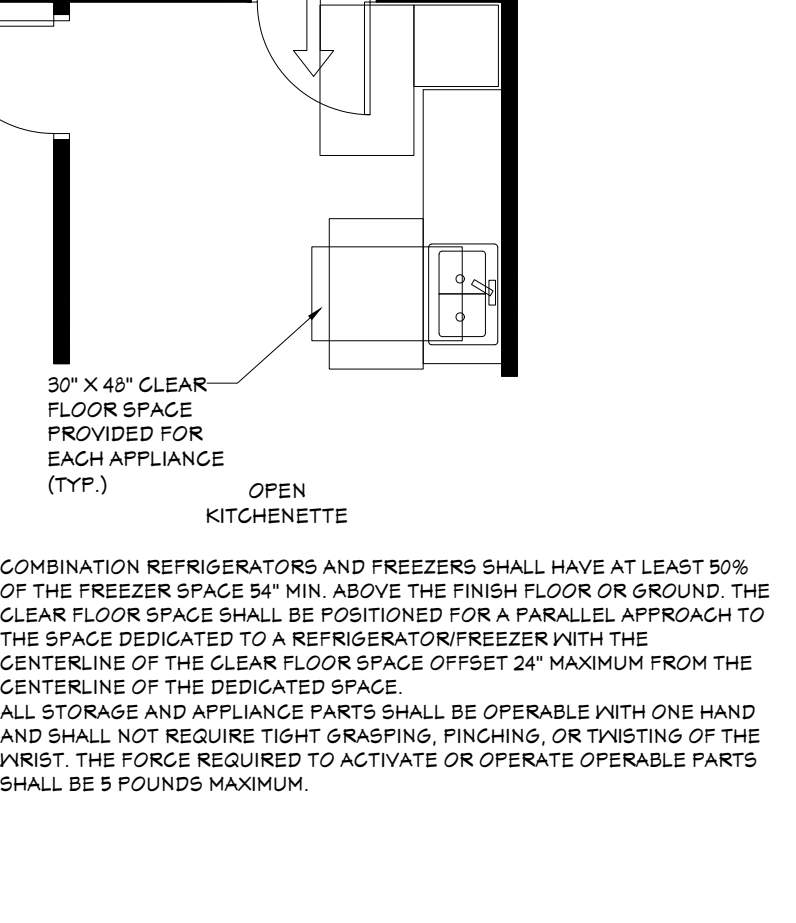 30" X 48" CLEAR
FLOOR SPACE
PROVIDED FOR
EACH APPLIANCE
(TYP.)
OPEN
KITCHENETTE
COMBINATION REFRIGERATORS AND FREEZERS SHALL HAVE AT LEAST 50%
OF THE FREEZER SPACE 54" MIN. ABOVE THE FINISH FLOOR OR GROUND. THE
CLEAR FLOOR SPACE SHALL BE POSITIONED FOR A PARALLEL APPROACH TO
THE SPACE DEDICATED TO A REFRIGERATOR/FREEZER WITH THE
CENTERLINE OF THE CLEAR FLOOR SPACE OFFSET 24" MAXIMUM FROM THE
CENTERLINE OF THE DEDICATED SPACE.
ALL STORAGE AND APPLIANCE PARTS SHALL BE OPERABLE WITH ONE HAND
AND SHALL NOT REQUIRE TIGHT GRASPING, PINCHING, OR TWISTING OF THE
WRIST. THE FORCE REQUIRED TO ACTIVATE OR OPERATE OPERABLE PARTS
SHALL BE 5 POUNDS MAXIMUM.